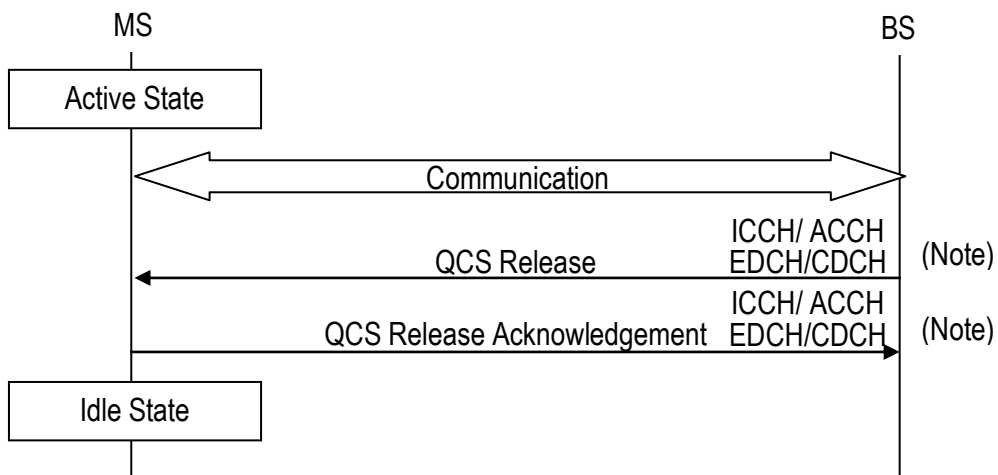 MS
BS
Active State
Communication
ICCH/ ACCH
QCS Release EDCH/CDCH (Note)
ICCH/ ACCH
QCS Release Acknowledgement EDCH/CDCH (Note)
Idle State